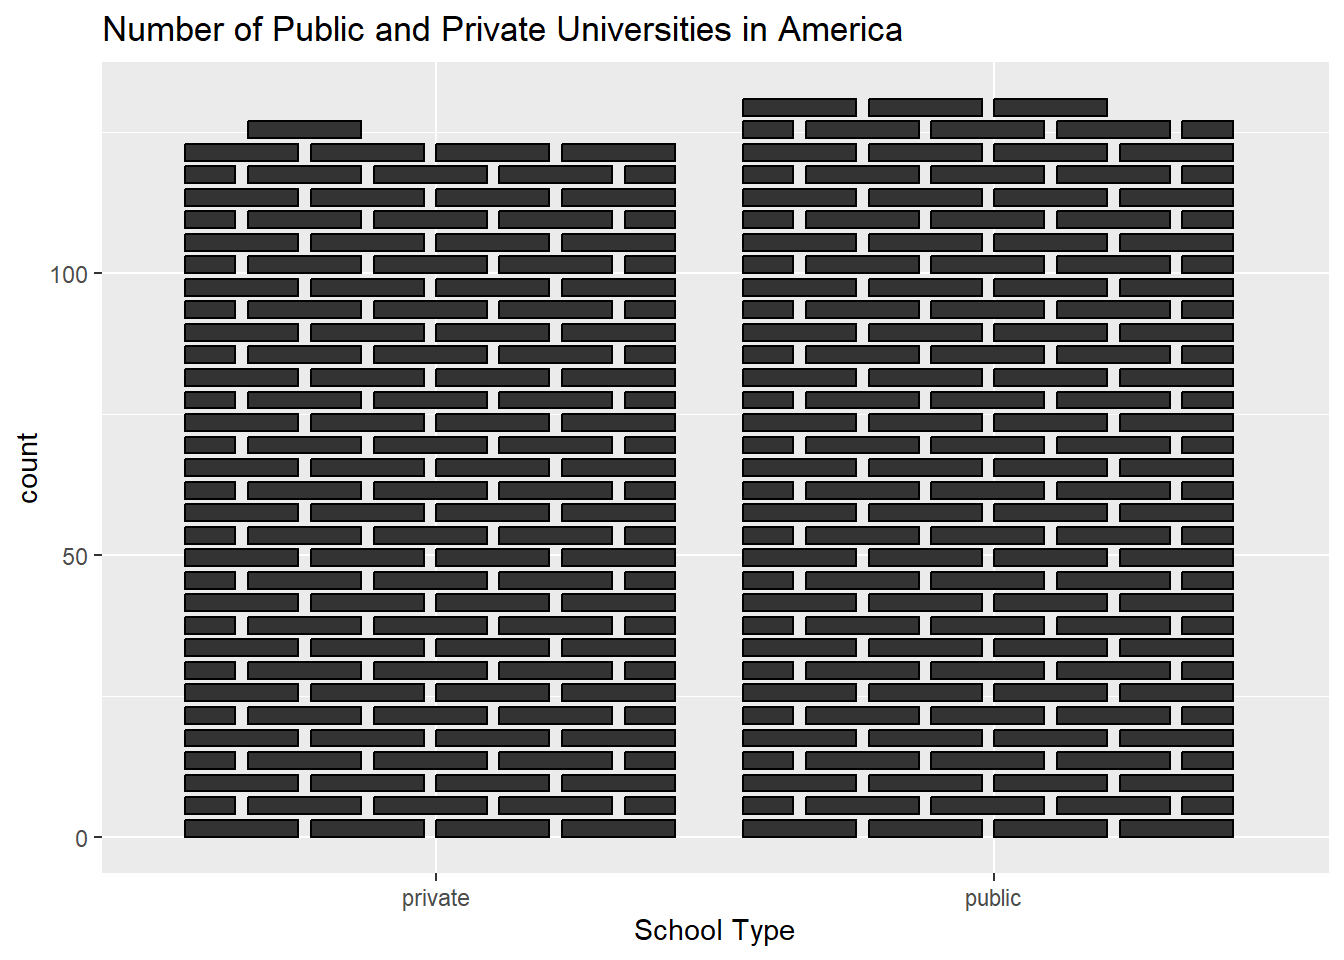 Number of Public and Private Universities in America
count
100
50
0
private
public
School Type